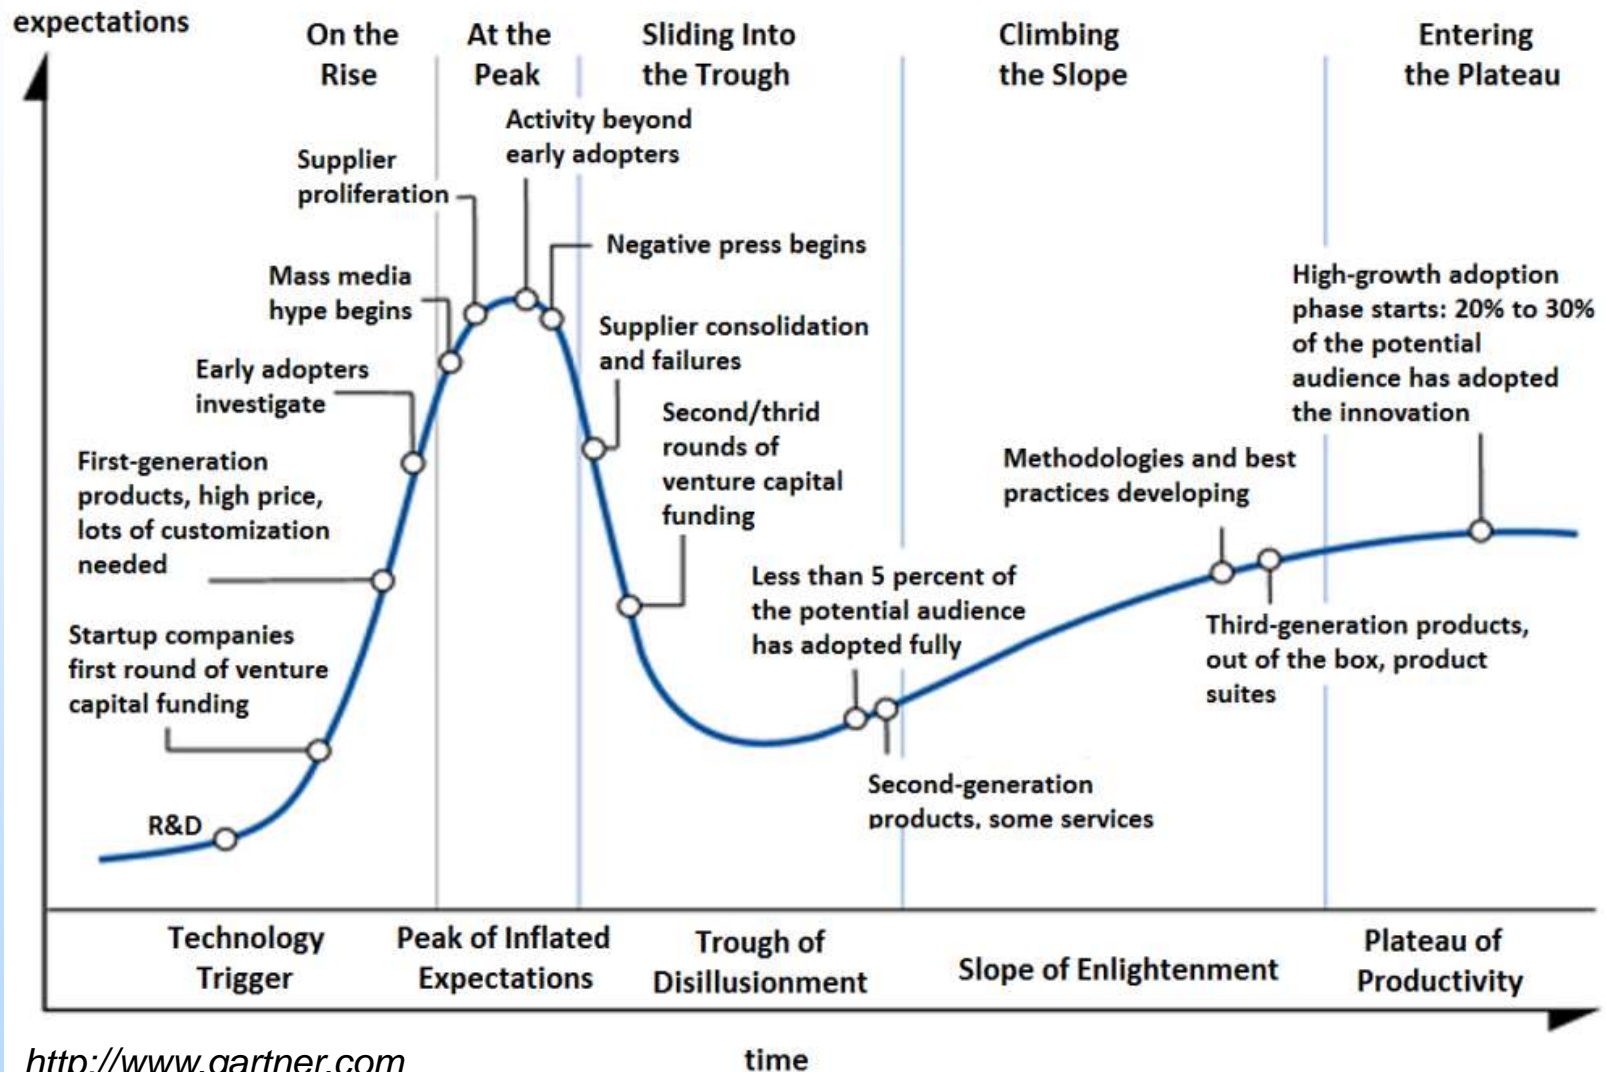 expectations
On the
Rise
At the
Peak
Sliding Into
the Trough
Climbing
the Slope
Entering
the Plateau
Activity beyond
early adopters
Supplier
proliferation
Negative press begins
Mass media
hype begins
High-growth adoption
phase starts: 20% to 30%
of the potential
audience has adopted
the innovation
Supplier consolidation
and failures
Early adopters
investigate
Second/thrid
rounds of
venture capital
funding
First-generation
products, high price,
lots of customization
needed
Methodologies and best
practices developing
Less than 5 percent of
the potential audience
has adopted fully
Startup companies
first round of venture
capital funding
Third-generation products,
out of the box, product
suites
Second-generation
products, some services
R&D
Technology
Trigger
Peak of Inflated
Expectations
Trough of
Disillusionment
Slope of Enlightenment
Plateau of
Productivity
time
http://www.gartner.com